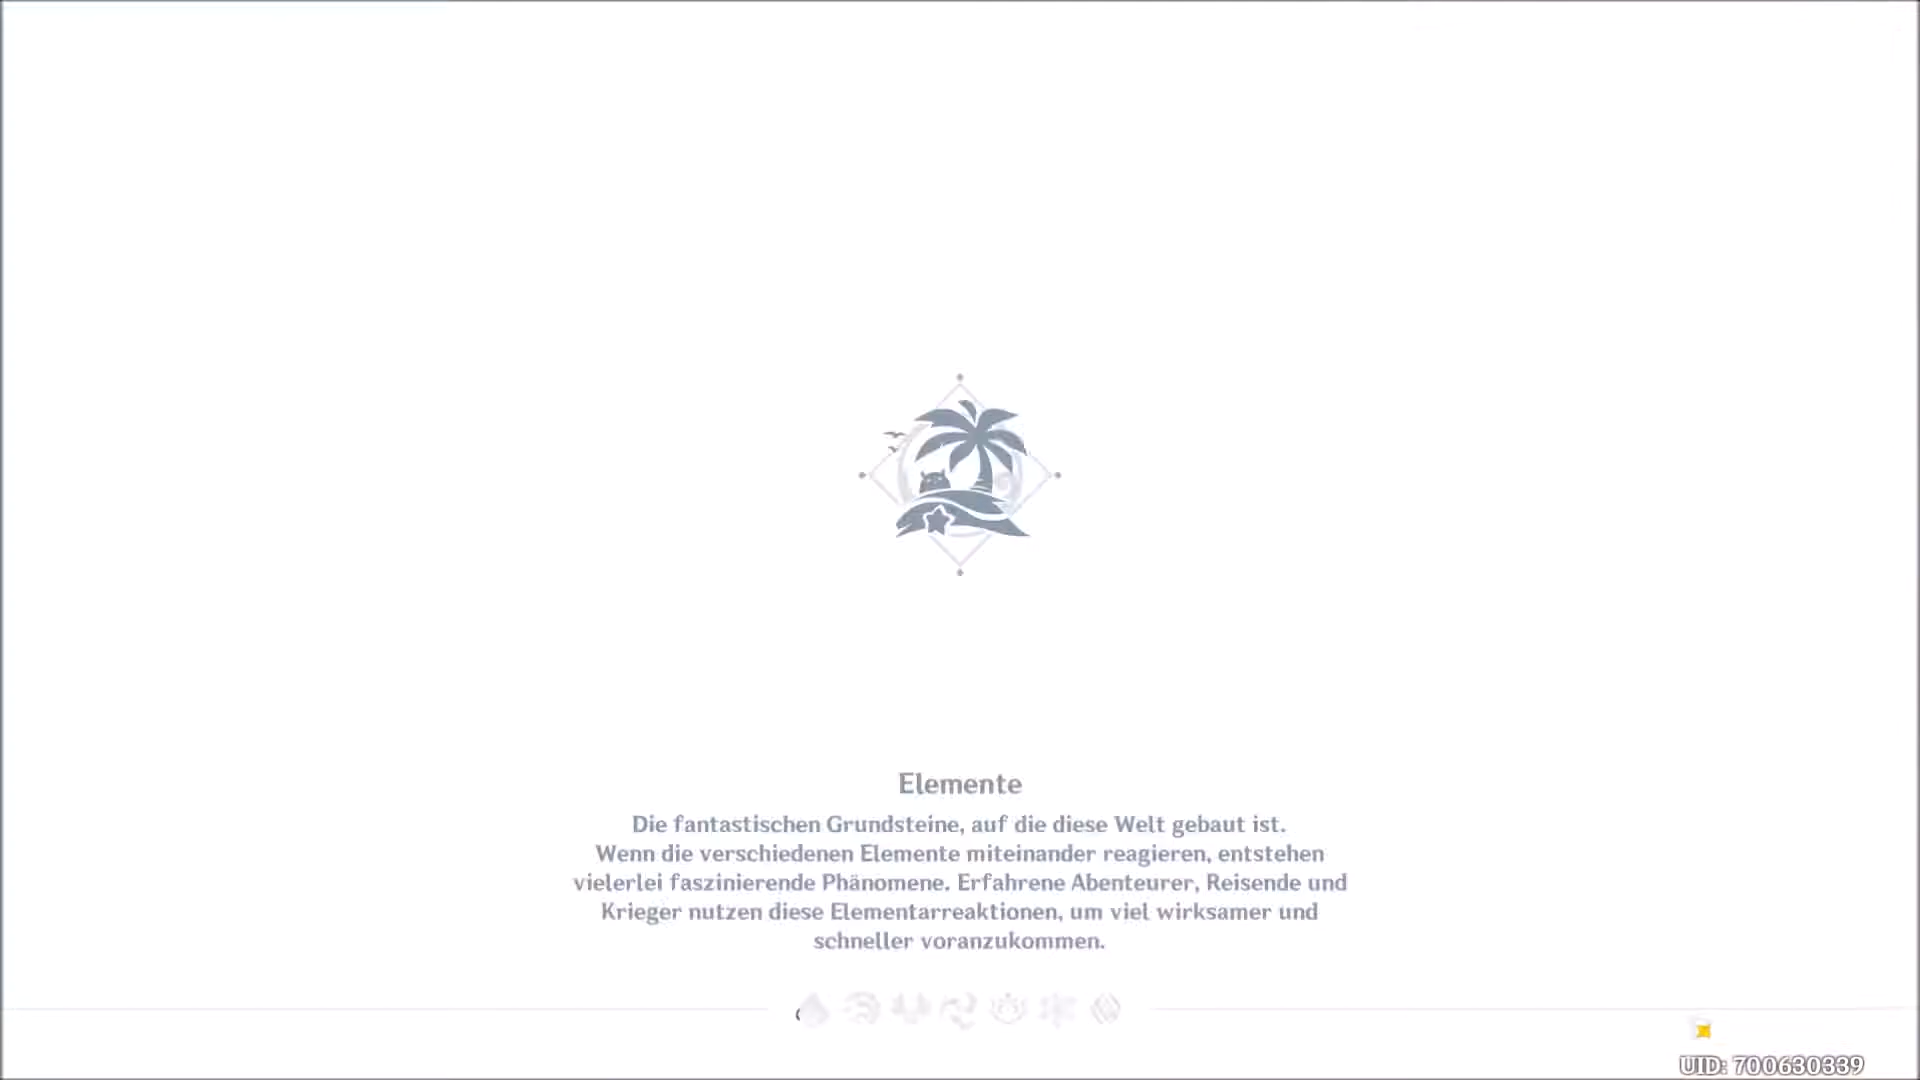 Elemente
Die fantastischen Grundsteine, auf die diese Welt gebaut ist.
Wenn die verschiedenen Elemente miteinander reagieren, entstehen
vielerlei faszinierende Phänomene. Erfahrene Abenteurer, Reisende und
Krieger nutzen diese Elementarreaktionen, um viel wirksamer und
schneller voranzukommen.
UID: 700630339